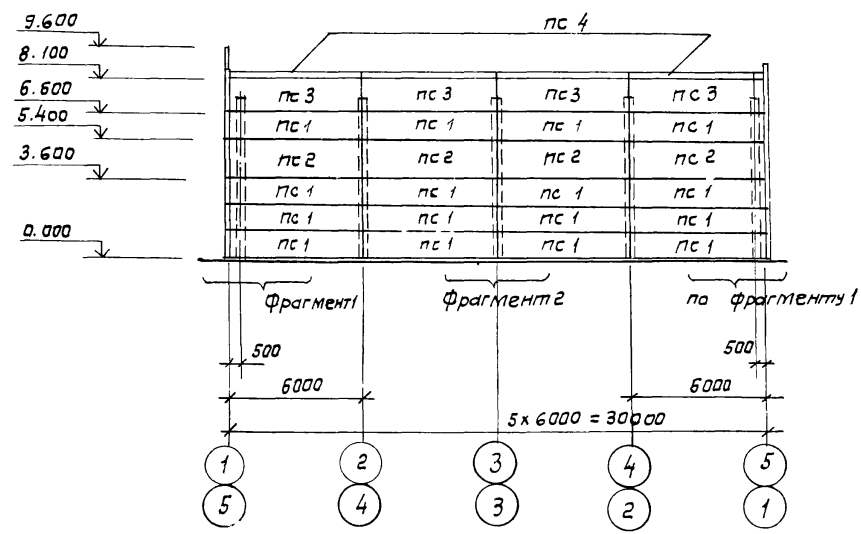 9.600
8.100
6.600
5.400
3.600
0.000
пс 4
пс 3 пс 3 пс 3 пс 3
пс 1 пс 1 пс 1 пс 1
пс 2 пс 2 пс 2 пс 2
пс 1 пс 1 пс 1 пс 1
пс 1 пс 1 пс 1 пс 1
пс 1 пс 1 пс 1 пс 1
Фрагмент 1 Фрагмент 2 по фрагменту 1
500 500
6000 6000
5 × 6000 = 30000
1 2 3 4 5
5 4 3 2 1